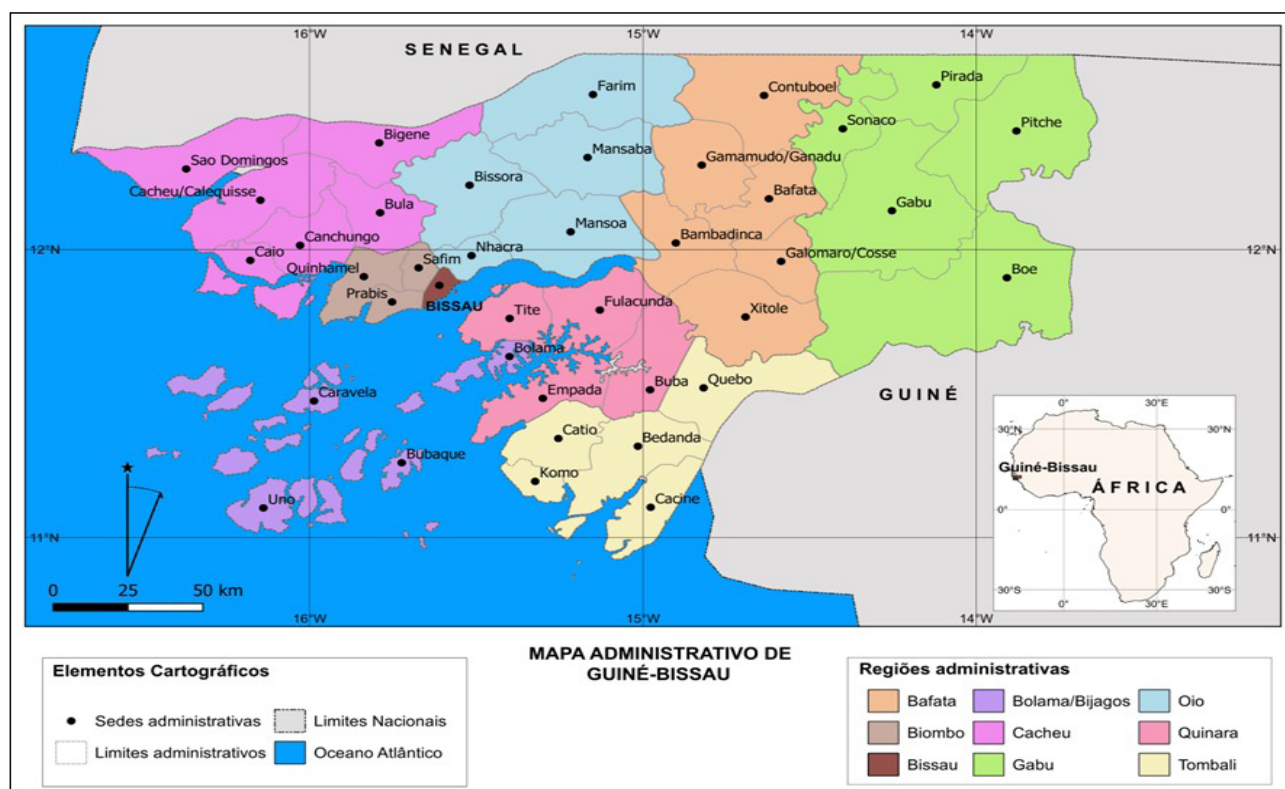 16°W 15°W 14°W
SENEGAL
Farim
Contuboel
Pirada
Sonaco
Pitche
Bigene
Mansaba
Gamamudo/Ganadu
Sao Domingos
Bissora
Cacheu/Calequisse
Bafata
Bula
Gabu
Mansoa
Canchungo
Bambadinca
12°N 12°N
Caio
Safim
Nhacra
Galomaro/Cosse
Quinhamel
Boe
Prabis
BISSAU
Tite
Fulacunda
Xitole
Bolama
Caravela
Empada
Buba
Quebo
GUINÉ
Catio
Bedanda
Bubaque
Komo
Uno
Cacine
11°N 11°N
0 25 50 km
16°W 15°W 14°W
0° 30°E
30°N 30°N
Guiné-Bissau
ÁFRICA
0° 0°
30°S 30°S
0° 30°E
MAPA ADMINISTRATIVO DE
GUINÉ-BISSAU
Elementos Cartográficos
Sedes administrativas
Limites Nacionais
Limites administrativos
Oceano Atlântico
Regiões administrativas
Bafata
Bolama/Bijagos
Oio
Biombo
Cacheu
Quinara
Bissau
Gabu
Tombali